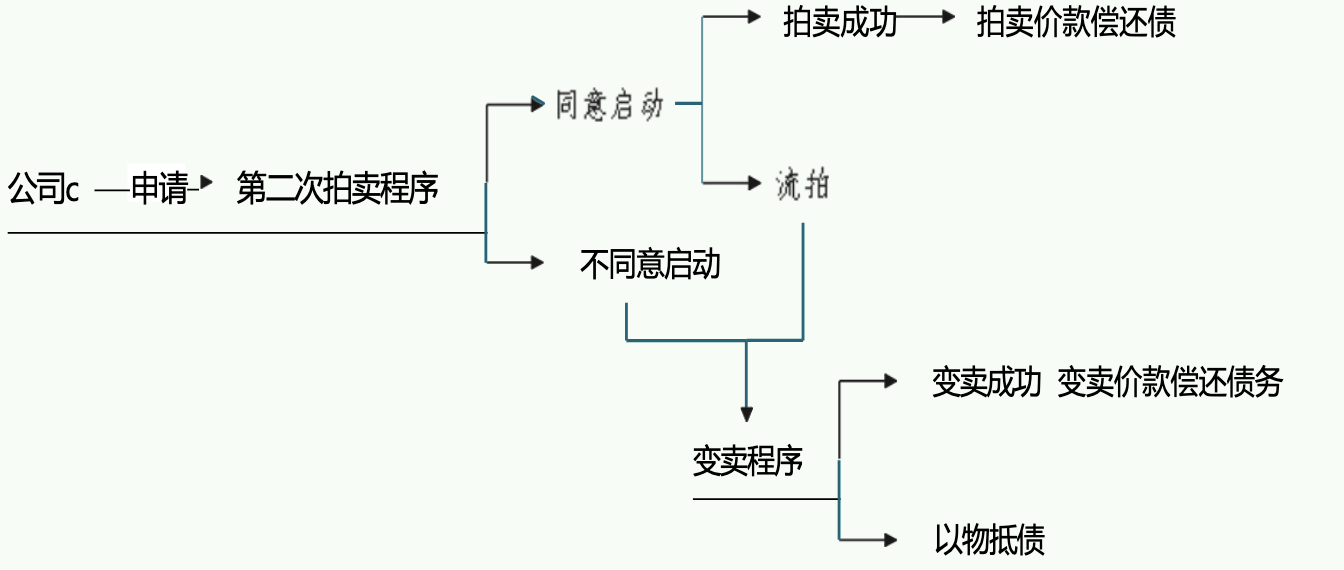 拍卖成功 拍卖价款偿还债
同意启动
公司c 申请 第二次拍卖程序
流拍
不同意启动
变卖成功 变卖价款偿还债务
变卖程序
以物抵债